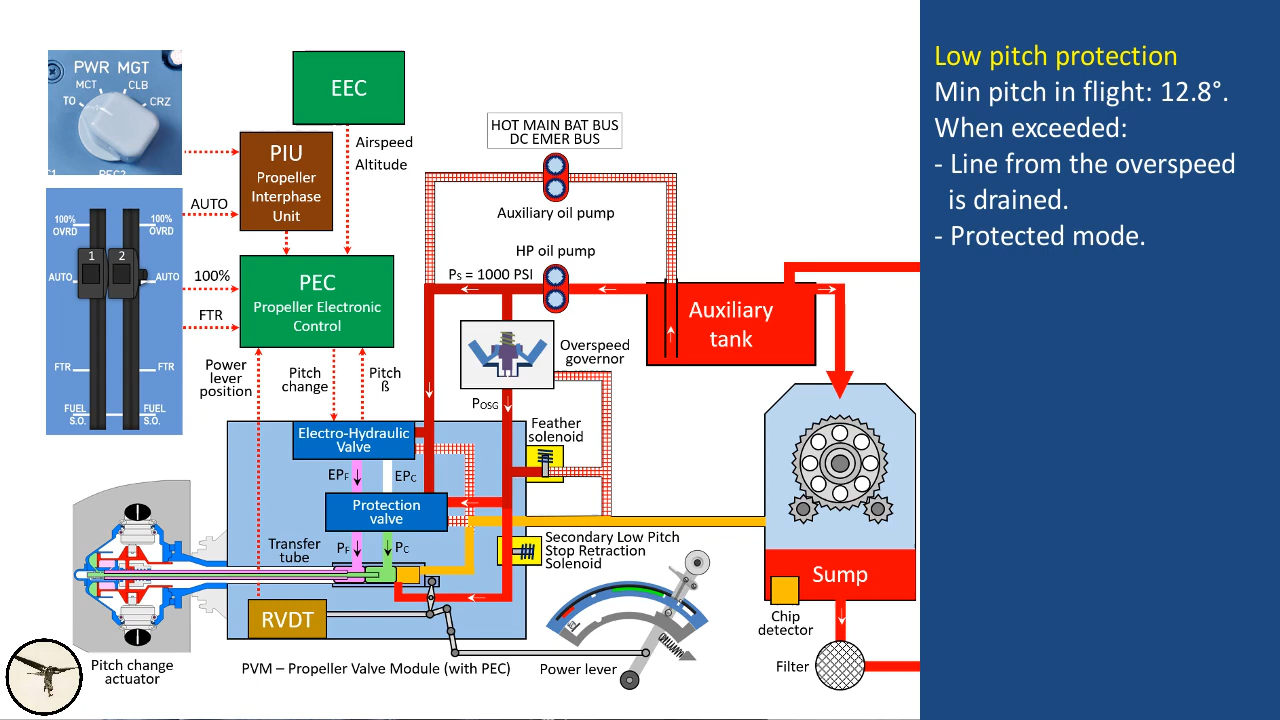 PWR MGT
MCT
CLB
TO
CRZ
EEC
Airspeed
Altitude
HOT MAIN BAT BUS
DC EMER BUS
PIU
Propeller
Interphase
Unit
AUTO
Auxiliary oil pump
100%
OVRD
100%
OVRD
1
2
AUTO
AUTO
FTR
FTR
FUEL
S.O.
FUEL
S.O.
100%
FTR
PEC
Propeller Electronic
Control
HP oil pump
PS = 1000 PSI
Auxiliary
tank
Overspeed
governor
Power
lever
position
Pitch
change
Pitch
ß
POSG
Feather
solenoid
Electro-Hydraulic
Valve
EPF
EPC
Protection
valve
PF
PC
Transfer
tube
Secondary Low Pitch
Stop Retraction
Solenoid
RVDT
Sump
Chip
detector
Filter
Power lever
Pitch change
actuator
PVM – Propeller Valve Module (with PEC)
Low pitch protection
Min pitch in flight: 12.8°.
When exceeded:
- Line from the overspeed
is drained.
- Protected mode.